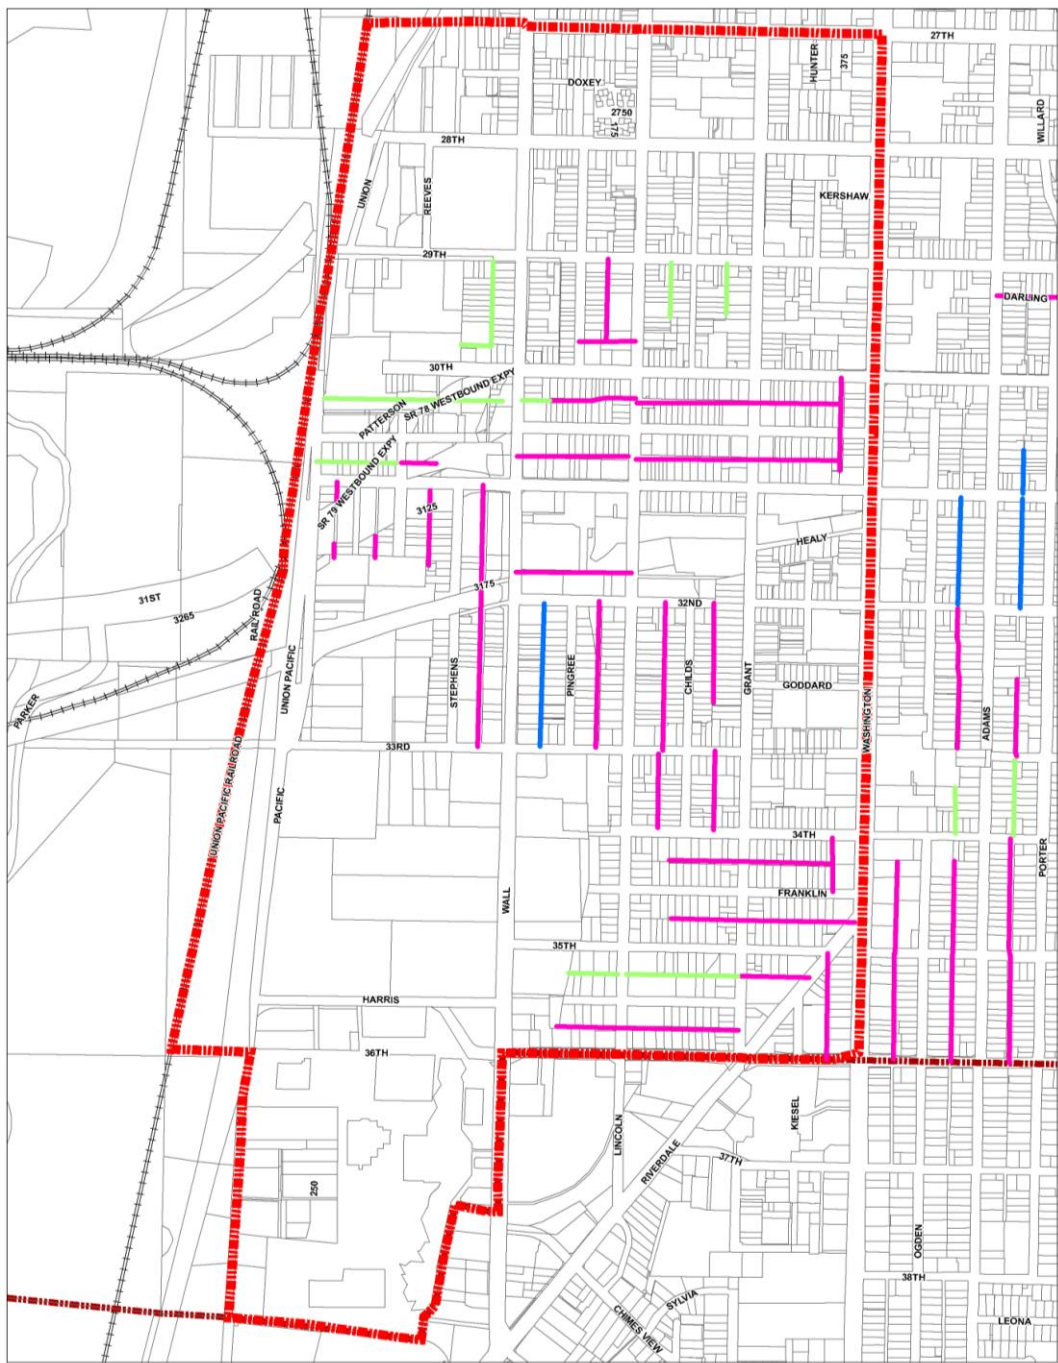 27TH
HUNTER
375
DOXEY
2750
175
WILLARD
28TH
UNION
REEVES
KERSHAW
29TH
DARLING
30TH
SR 78 WESTBOUND EXPY
PATTERSON
SR 79 WESTBOUND EXPY
3125
HEALY
3175
31ST
3265
RAILROAD
32ND
PARKER
UNION PACIFIC
STEPHENS
PINGREE
CHILDS
GRANT
GODDARD
WASHINGTON
ADAMS
33RD
UNION PACIFIC RAILROAD
PACIFIC
34TH
PORTER
WALL
FRANKLIN
35TH
HARRIS
36TH
LINCOLN
KIESEL
RIVERDALE
37TH
250
OGDEN
38TH
SYLVIA
CHIMES VIEW
LEONA